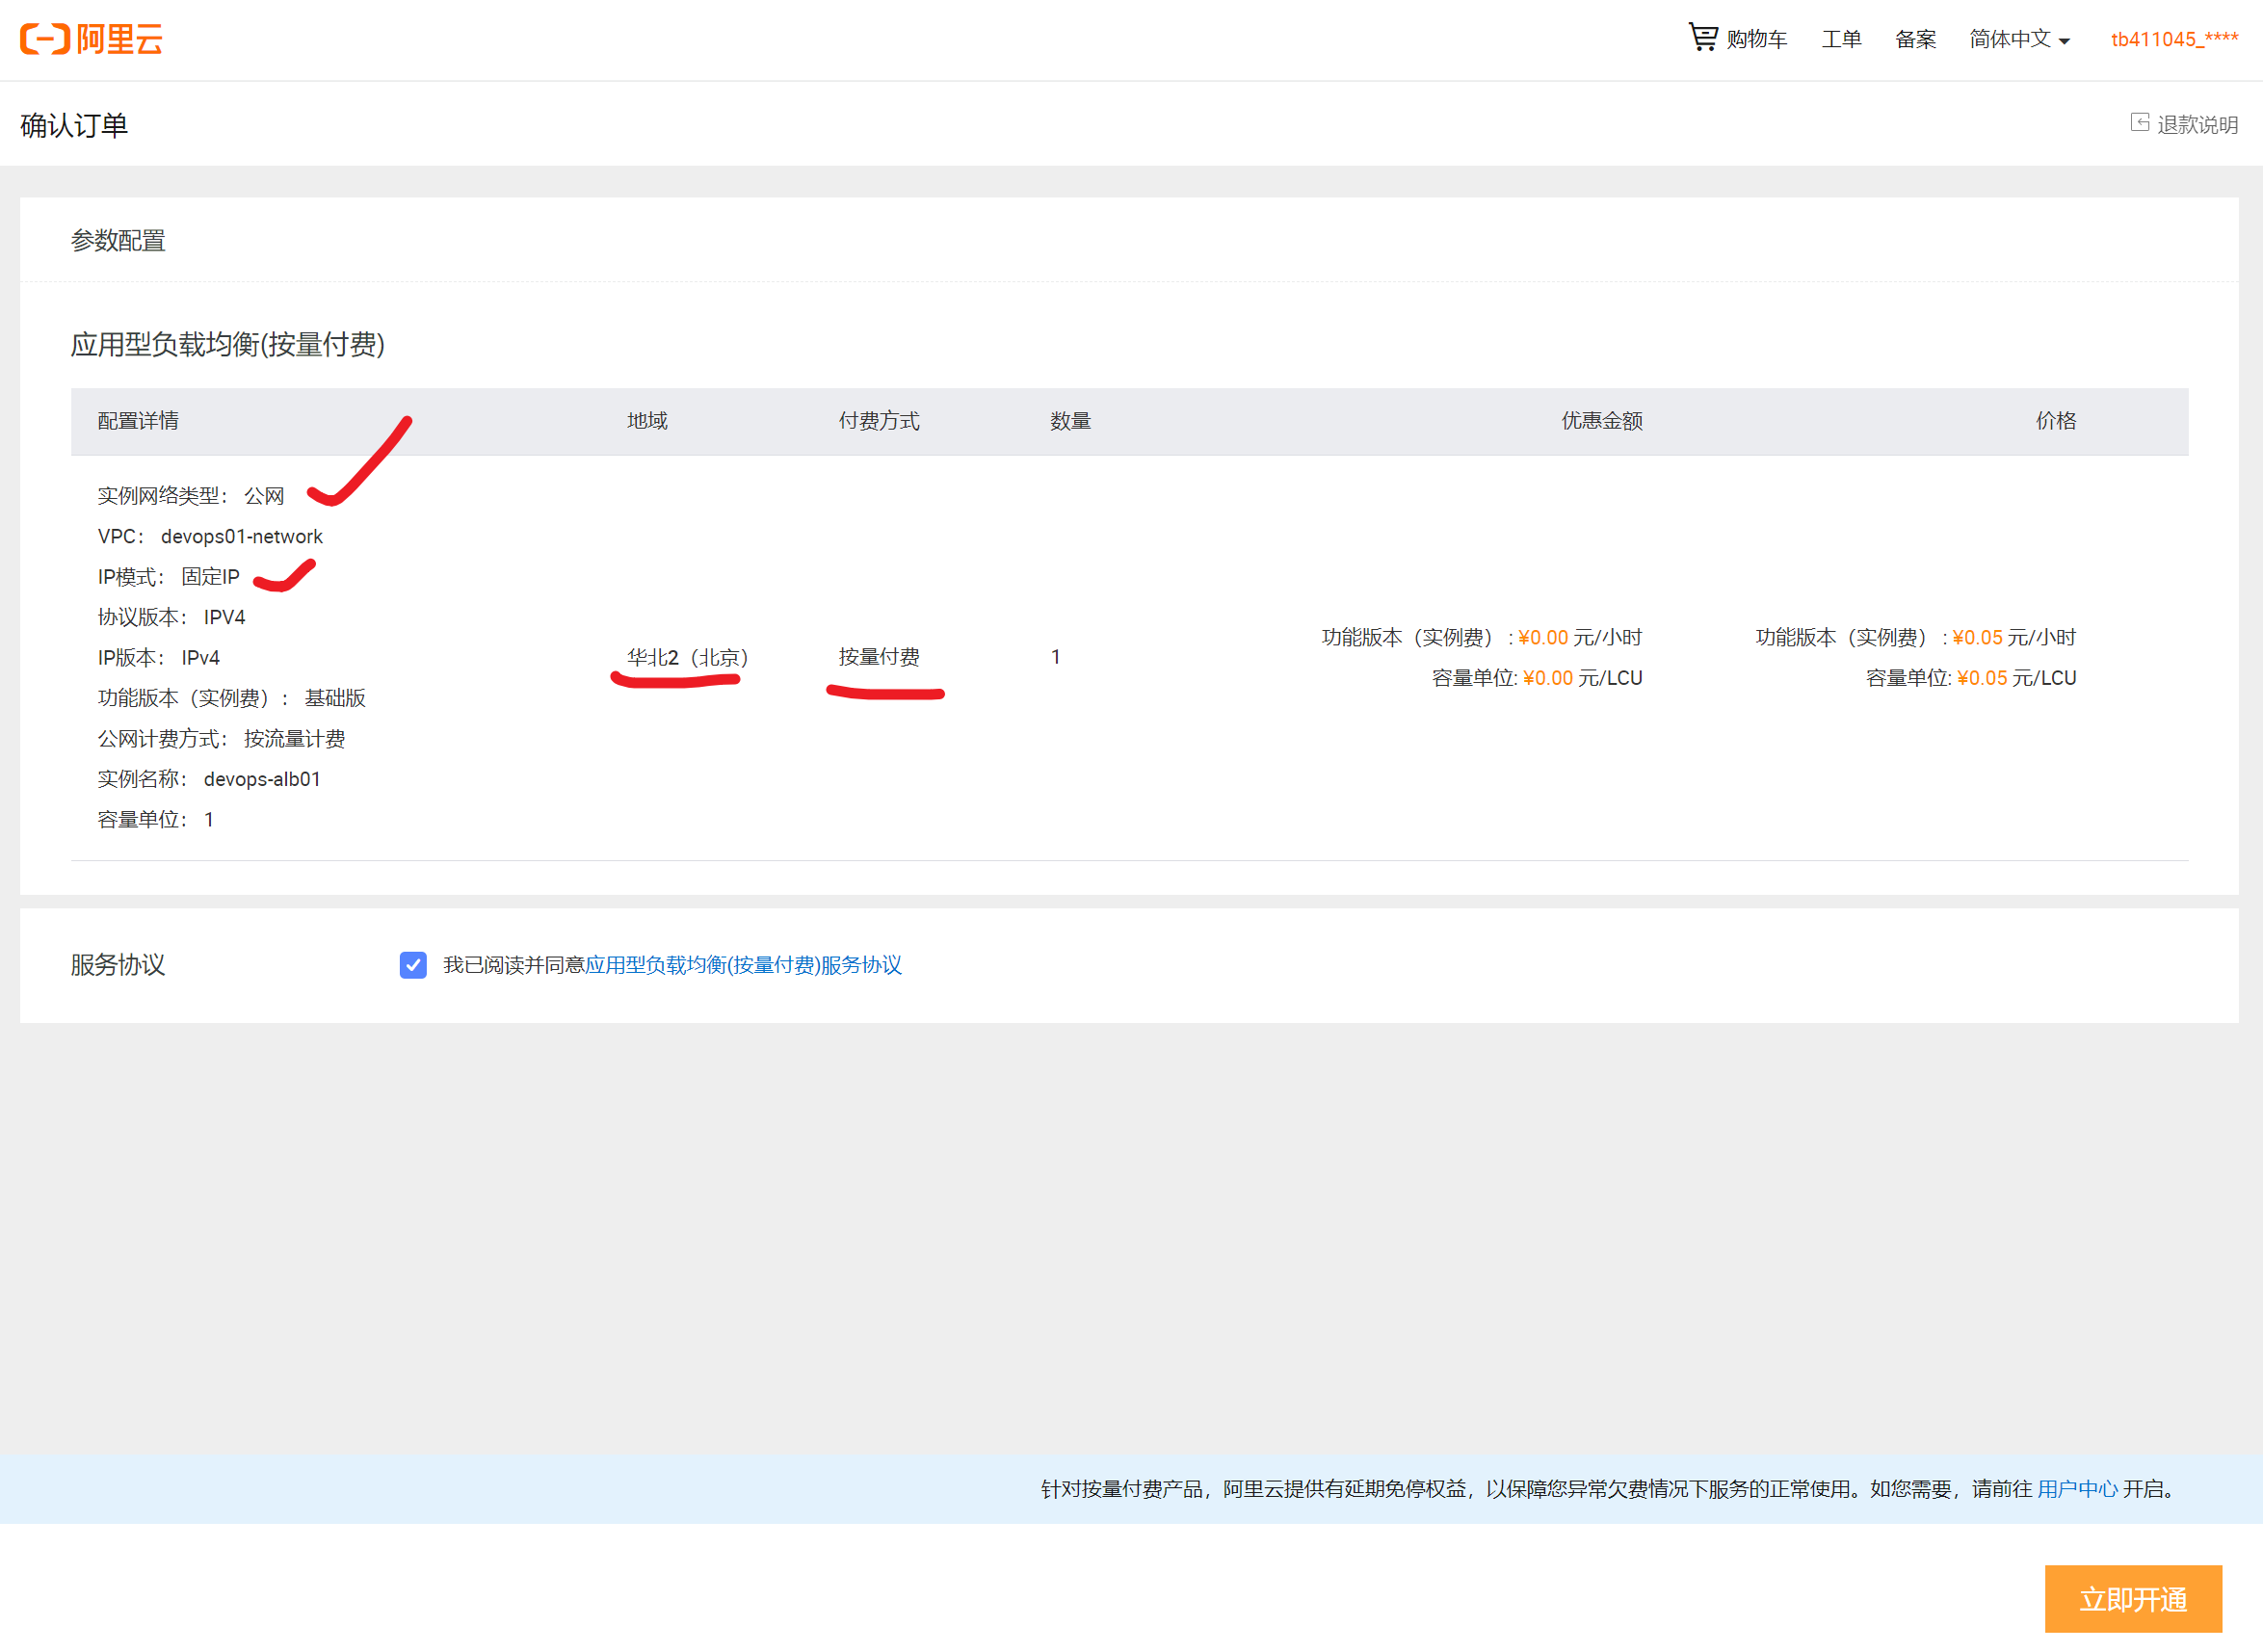 阿里云
购物车 工单 备案 简体中文 tb411045_****
确认订单
退款说明
参数配置
应用型负载均衡(按量付费)
配置详情 地域 付费方式 数量 优惠金额 价格
实例网络类型： 公网
VPC： devops01-network
IP模式： 固定IP
协议版本： IPV4
IP版本： IPv4
功能版本（实例费）： 基础版
公网计费方式： 按流量计费
实例名称： devops-alb01
容量单位： 1
华北2（北京）
按量付费
1
功能版本（实例费）: ¥0.00 元/小时
容量单位: ¥0.00 元/LCU
功能版本（实例费）: ¥0.05 元/小时
容量单位: ¥0.05 元/LCU
服务协议
我已阅读并同意应用型负载均衡(按量付费)服务协议
针对按量付费产品，阿里云提供有延期免停权益，以保障您异常欠费情况下服务的正常使用。如您需要，请前往 用户中心 开启。
立即开通